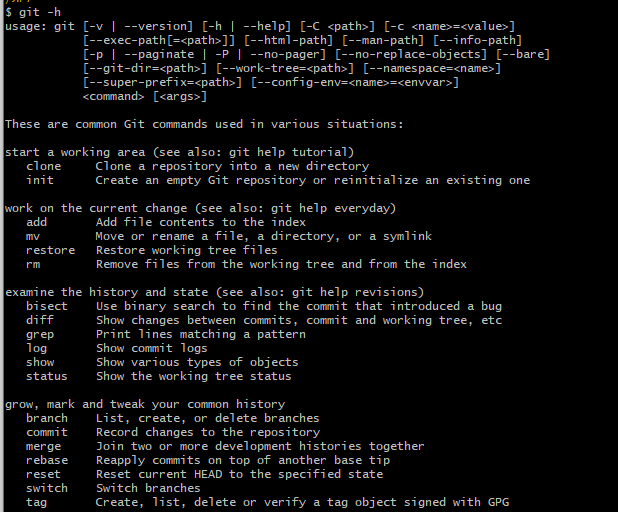 $ git -h
usage: git [-v | --version] [-h | --help] [-C <path>] [-c <name>=<value>]
           [--exec-path[=<path>]] [--html-path] [--man-path] [--info-path]
           [-p | --paginate | -P | --no-pager] [--no-replace-objects] [--bare]
           [--git-dir=<path>] [--work-tree=<path>] [--namespace=<name>]
           [--super-prefix=<path>] [--config-env=<name>=<envvar>]
           <command> [<args>]

These are common Git commands used in various situations:

start a working area (see also: git help tutorial)
   clone     Clone a repository into a new directory
   init      Create an empty Git repository or reinitialize an existing one

work on the current change (see also: git help everyday)
   add       Add file contents to the index
   mv        Move or rename a file, a directory, or a symlink
   restore   Restore working tree files
   rm        Remove files from the working tree and from the index

examine the history and state (see also: git help revisions)
   bisect    Use binary search to find the commit that introduced a bug
   diff      Show changes between commits, commit and working tree, etc
   grep      Print lines matching a pattern
   log       Show commit logs
   show      Show various types of objects
   status    Show the working tree status

grow, mark and tweak your common history
   branch    List, create, or delete branches
   commit    Record changes to the repository
   merge     Join two or more development histories together
   rebase    Reapply commits on top of another base tip
   reset     Reset current HEAD to the specified state
   switch    Switch branches
   tag       Create, list, delete or verify a tag object signed with GPG